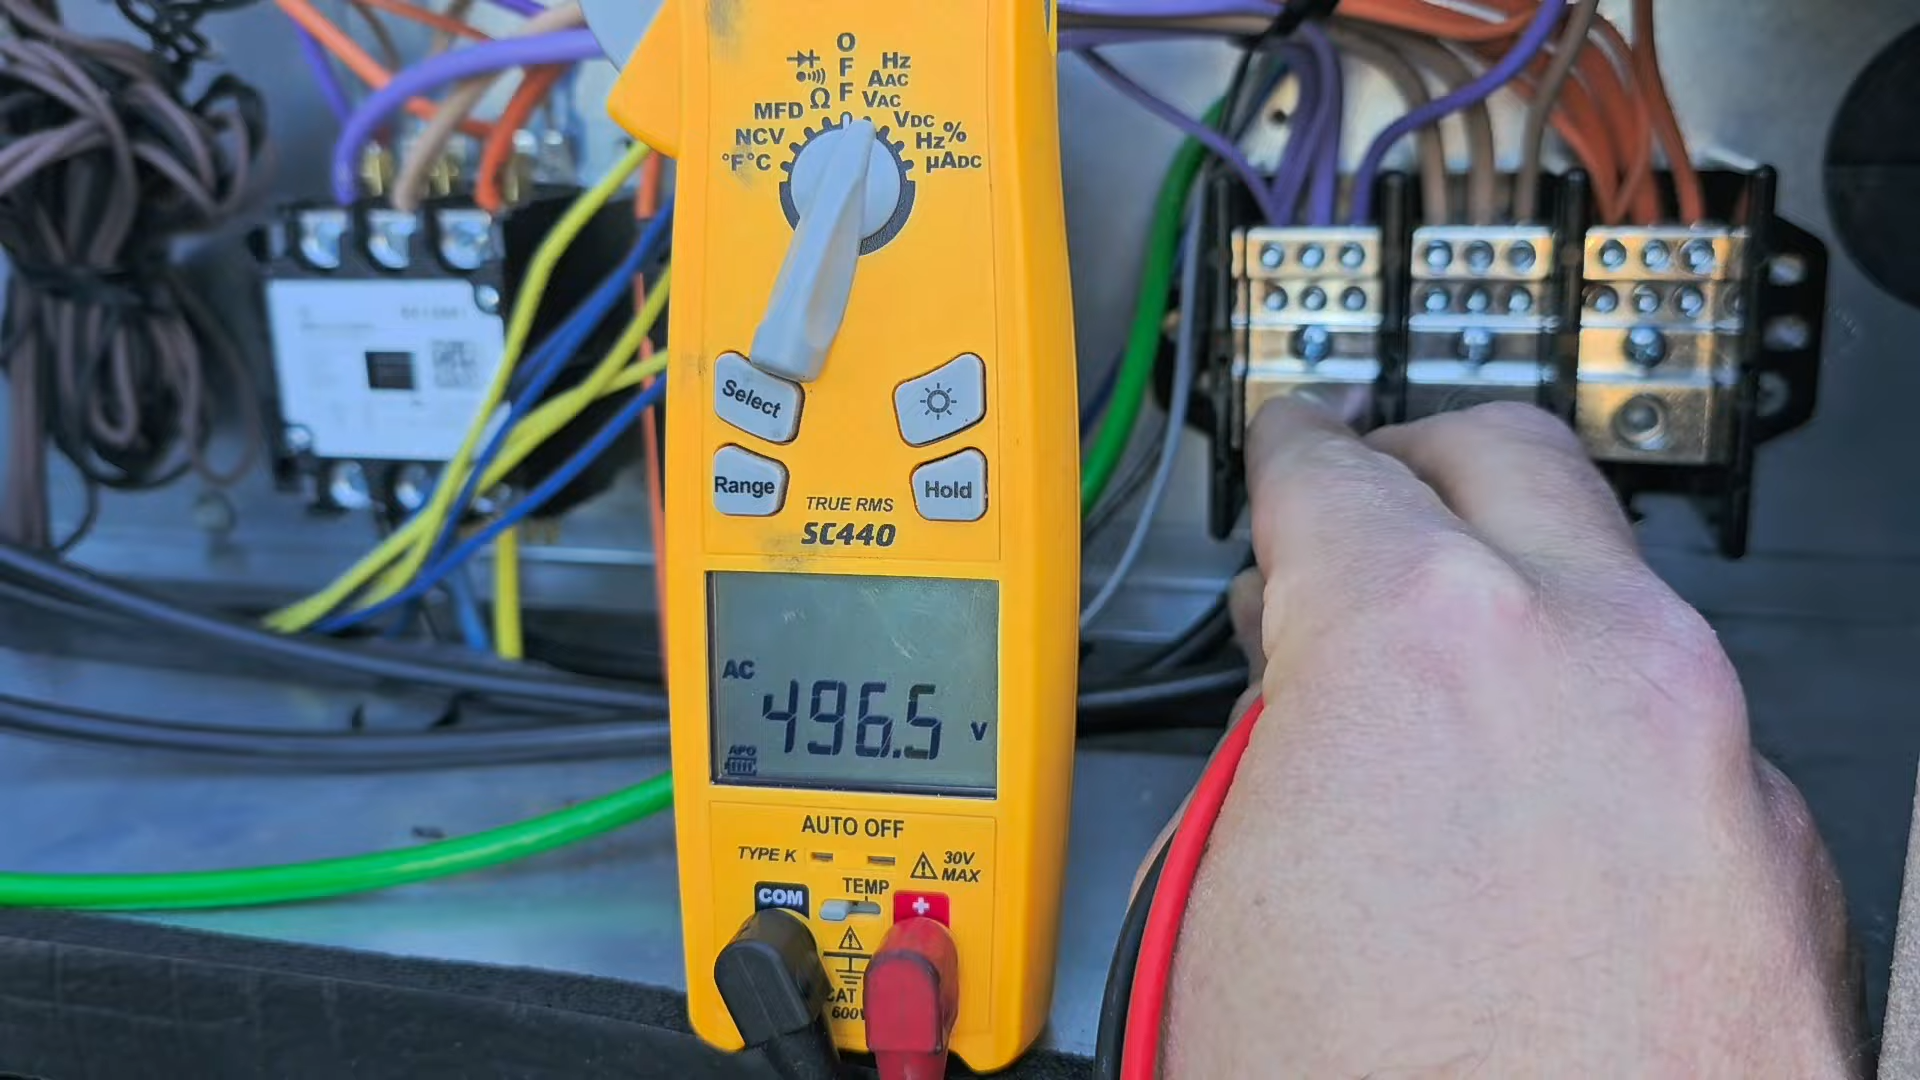 OFF
Hz
AAC
VAC
VDC
Hz%
µADC
Ω
MFD
NCV
°F°C
Select
Range
Hold
TRUE RMS
SC440
AC
496.5 V
APO
AUTO OFF
TYPE K
30V
MAX
COM
TEMP
+
CAT
600V